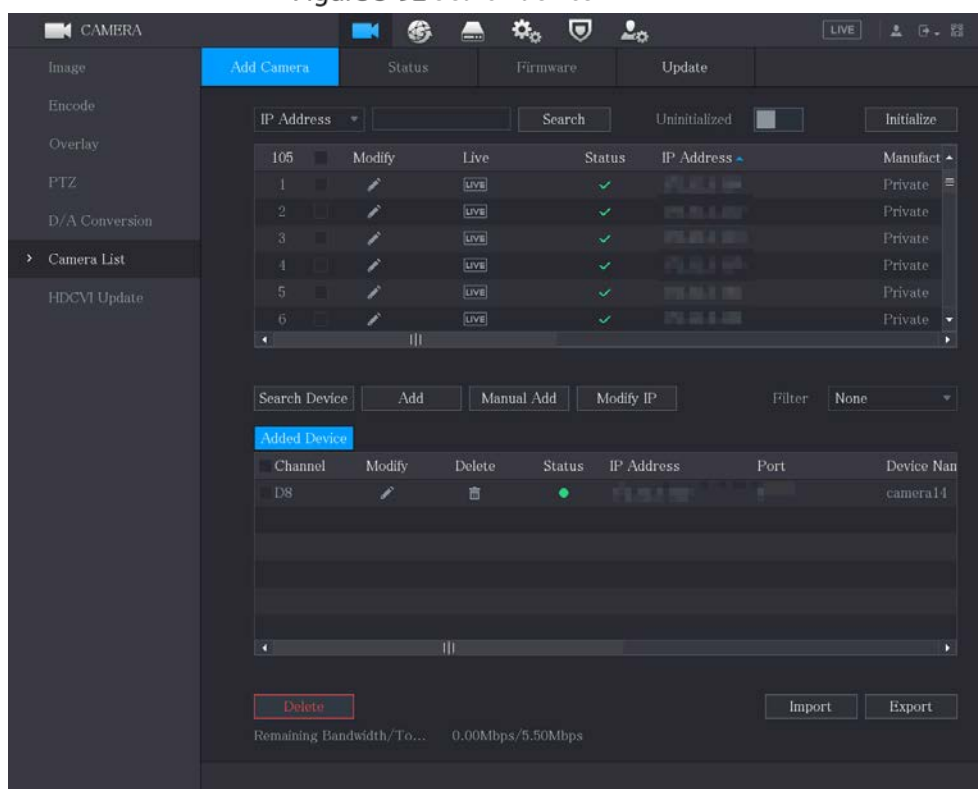 CAMERA LIVE
Image Add Camera Status Firmware Update
Encode
IP Address Search Uninitialized Initialize
Overlay
105 Modify Live Status IP Address Manufact
PTZ
1 LIVE Private
2 LIVE Private
D/A Conversion
3 LIVE Private
Camera List
4 LIVE Private
5 LIVE Private
HDCVI Update
6 LIVE Private
Search Device Add Manual Add Modify IP Filter None
Added Device
Channel Modify Delete Status IP Address Port Device Nam
D8 camera14
Delete Import Export
Remaining Bandwidth/To... 0.00Mbps/5.50Mbps